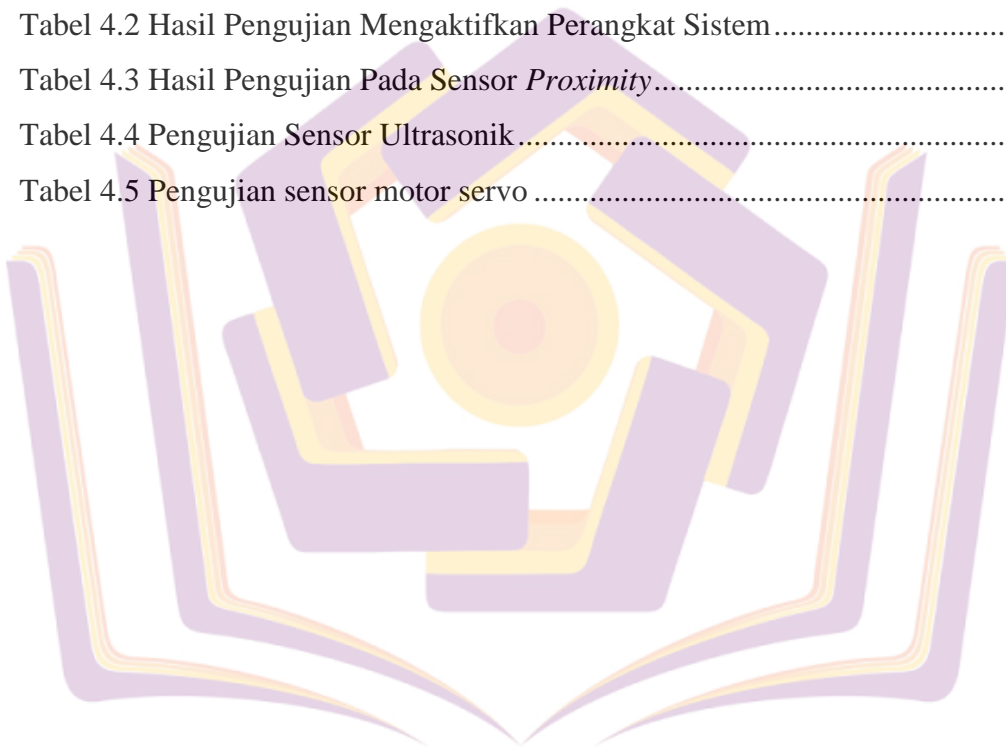 Tabel 4.2 Hasil Pengujian Mengaktifkan Perangkat Sistem.............................
Tabel 4.3 Hasil Pengujian Pada Sensor Proximity............................................
Tabel 4.4 Pengujian Sensor Ultrasonik.............................................................
Tabel 4.5 Pengujian sensor motor servo ...........................................................